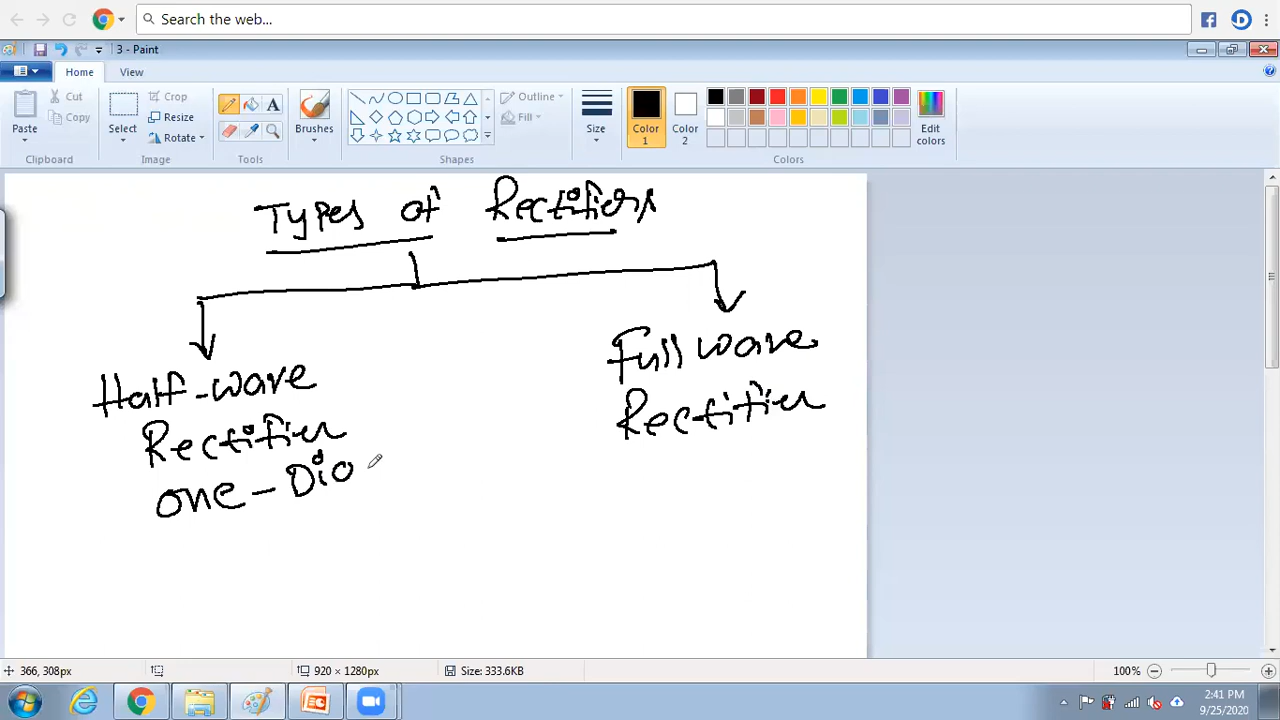 Search the web...
3 - Paint
Home View
Paste
Cut
Copy
Clipboard
Select
Crop
Resize
Rotate
Image
Tools
Brushes
Outline
Fill
Shapes
Size
Color 1
Color 2
Edit colors
Colors
Types of Rectifiers
Half-wave
Rectifier
one-Dio
Full wave
Rectifier
366, 308px
920 × 1280px
Size: 333.6KB
100%
2:41 PM
9/25/2020